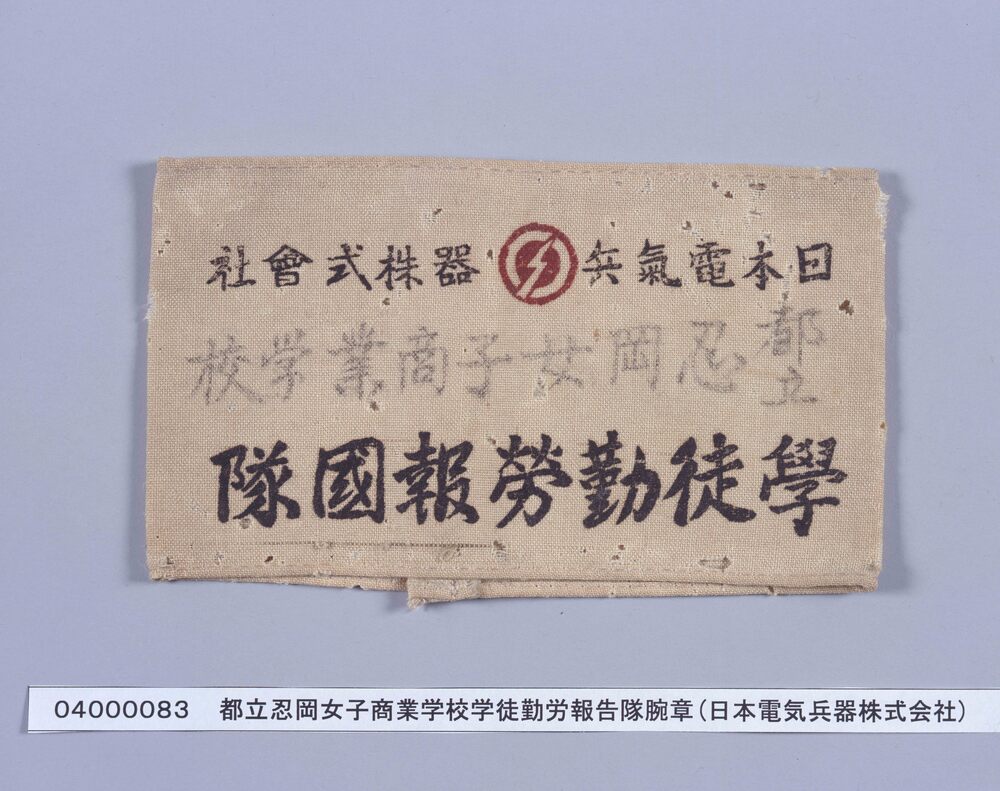 日本電氣兵器株式會社
都立忍岡女子商業学校
學徒勤勞報國隊
04000083 都立忍岡女子商業学校学徒勤労報告隊腕章(日本電気兵器株式会社)